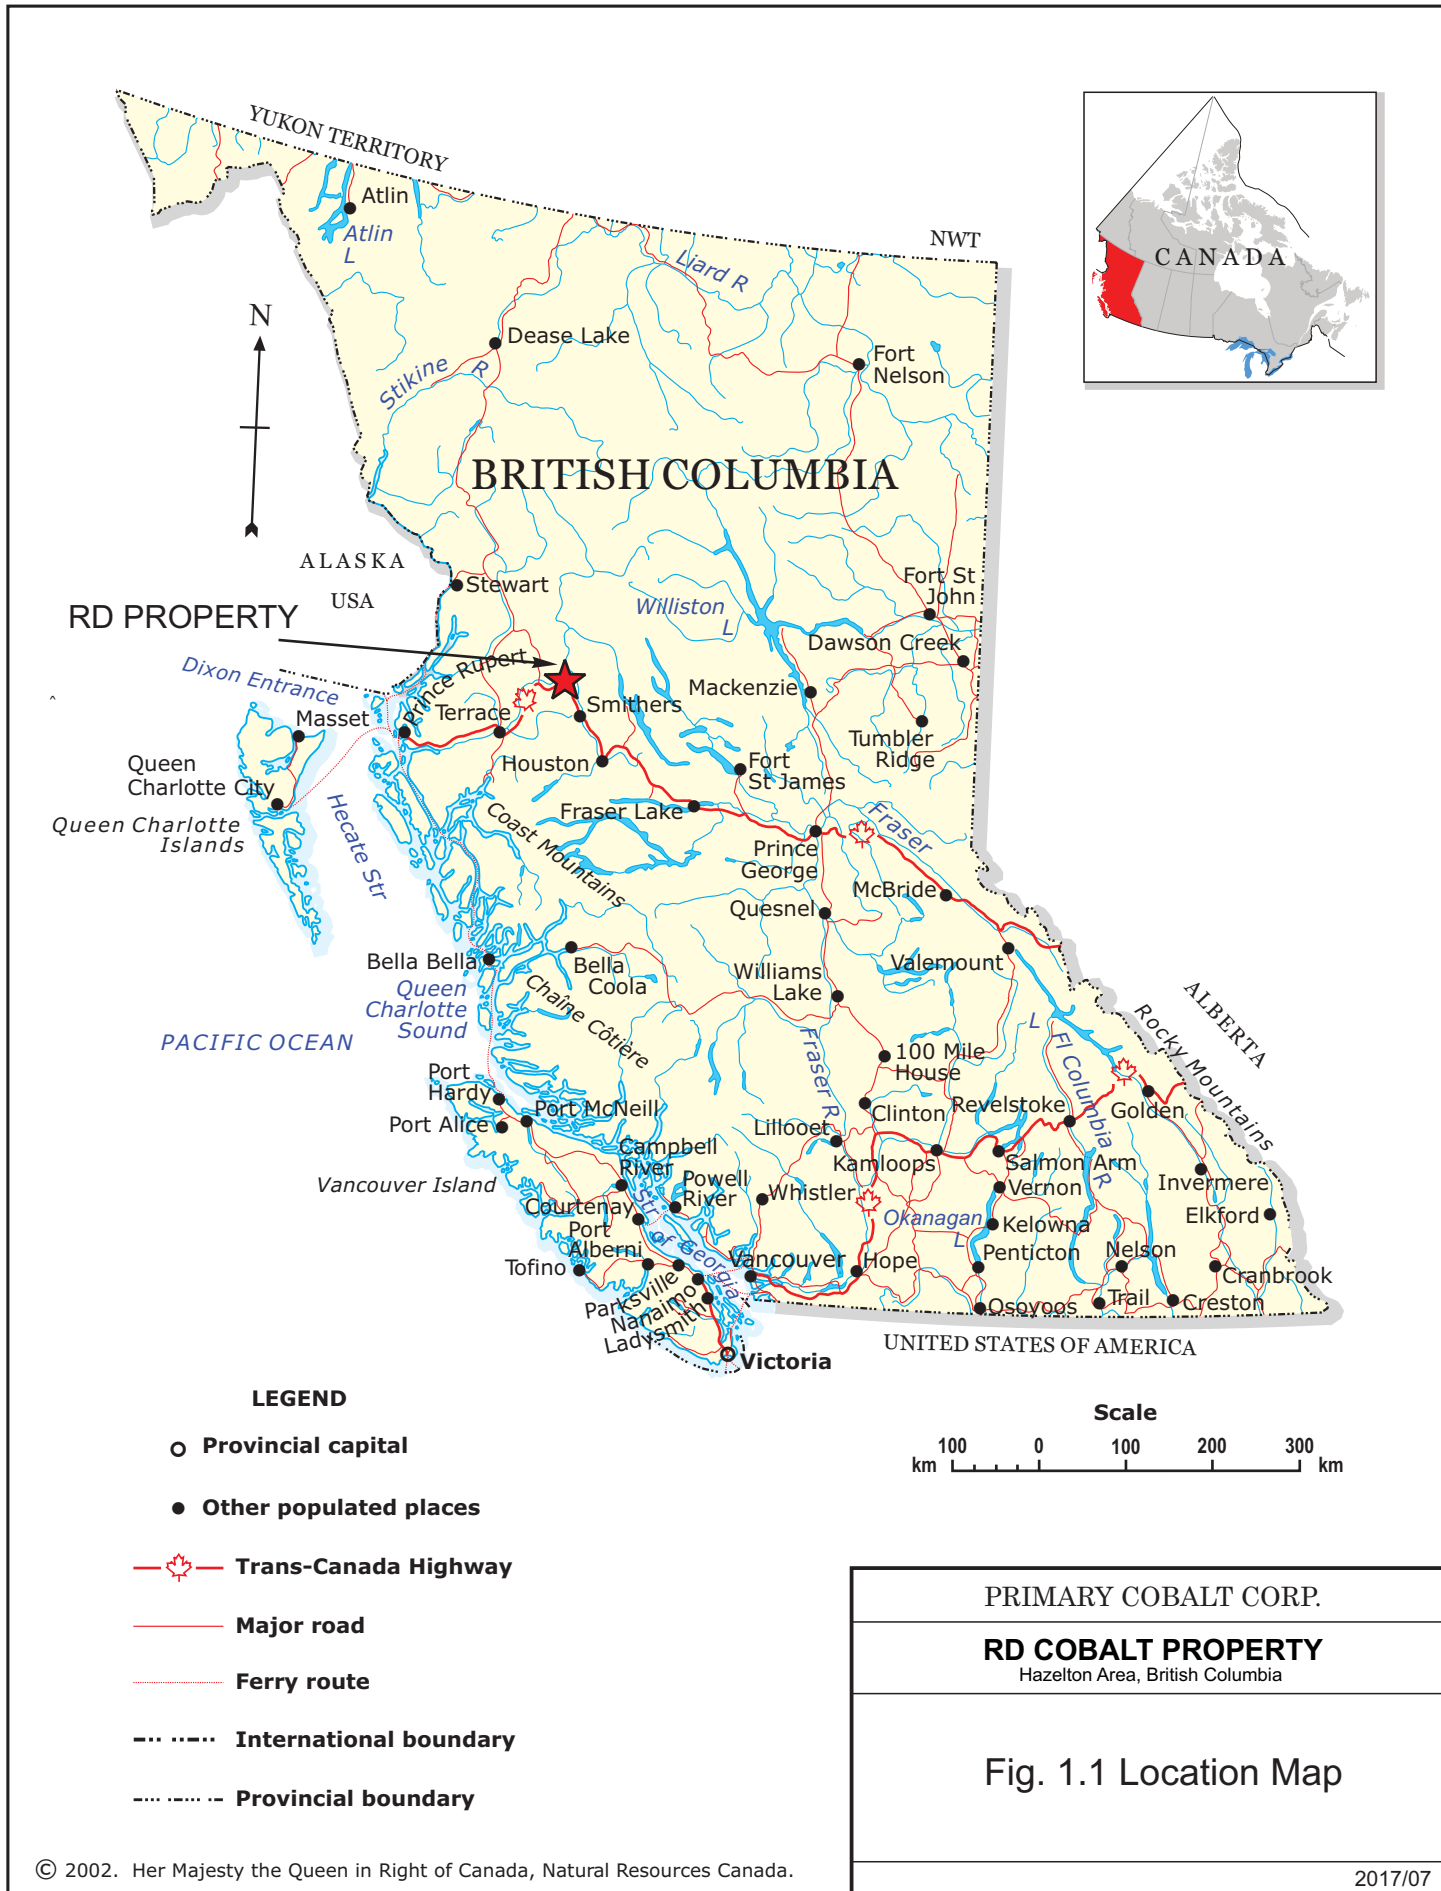 YUKON TERRITORY
NWT
CANADA
Atlin
Atlin
L
Liard R
N
Dease Lake
Stikine
R
Fort
Nelson
BRITISH COLUMBIA
ALASKA
USA
Stewart
Fort St
John
Williston
L
RD PROPERTY
Dawson Creek
Dixon Entrance
Prince Rupert
Mackenzie
Smithers
Terrace
Masset
Tumbler
Ridge
Queen
Charlotte City
Houston
Fort
St James
Hecate Str
Queen Charlotte
Islands
Coast Mountains
Fraser Lake
Fraser
Prince
George
McBride
Quesnel
Bella Bella
Bella
Coola
Williams
Lake
Valemount
Queen
Charlotte
Sound
Chaîne Côtière
ALBERTA
Rocky Mountains
PACIFIC OCEAN
Fraser R
L
Fl Columbia
R
100 Mile
House
Port
Hardy
Port McNeill
Port Alice
Clinton
Revelstoke
Golden
Lillooet
Campbell
River
Kamloops
Salmon Arm
Vancouver Island
Powell
River
Whistler
Vernon
Invermere
Courtenay
Str of Georgia
Okanagan
L
Kelowna
Elkford
Port
Alberni
Tofino
Vancouver
Hope
Penticton
Nelson
Cranbrook
Parksville
Nanaimo
Ladysmith
Osoyoos
Trail
Creston
UNITED STATES OF AMERICA
Victoria
LEGEND
Provincial capital
Other populated places
Trans-Canada Highway
Major road
Ferry route
International boundary
Provincial boundary
Scale
100 0 100 200 300
km km
PRIMARY COBALT CORP.
RD COBALT PROPERTY
Hazelton Area, British Columbia
Fig. 1.1 Location Map
2017/07
© 2002. Her Majesty the Queen in Right of Canada, Natural Resources Canada.